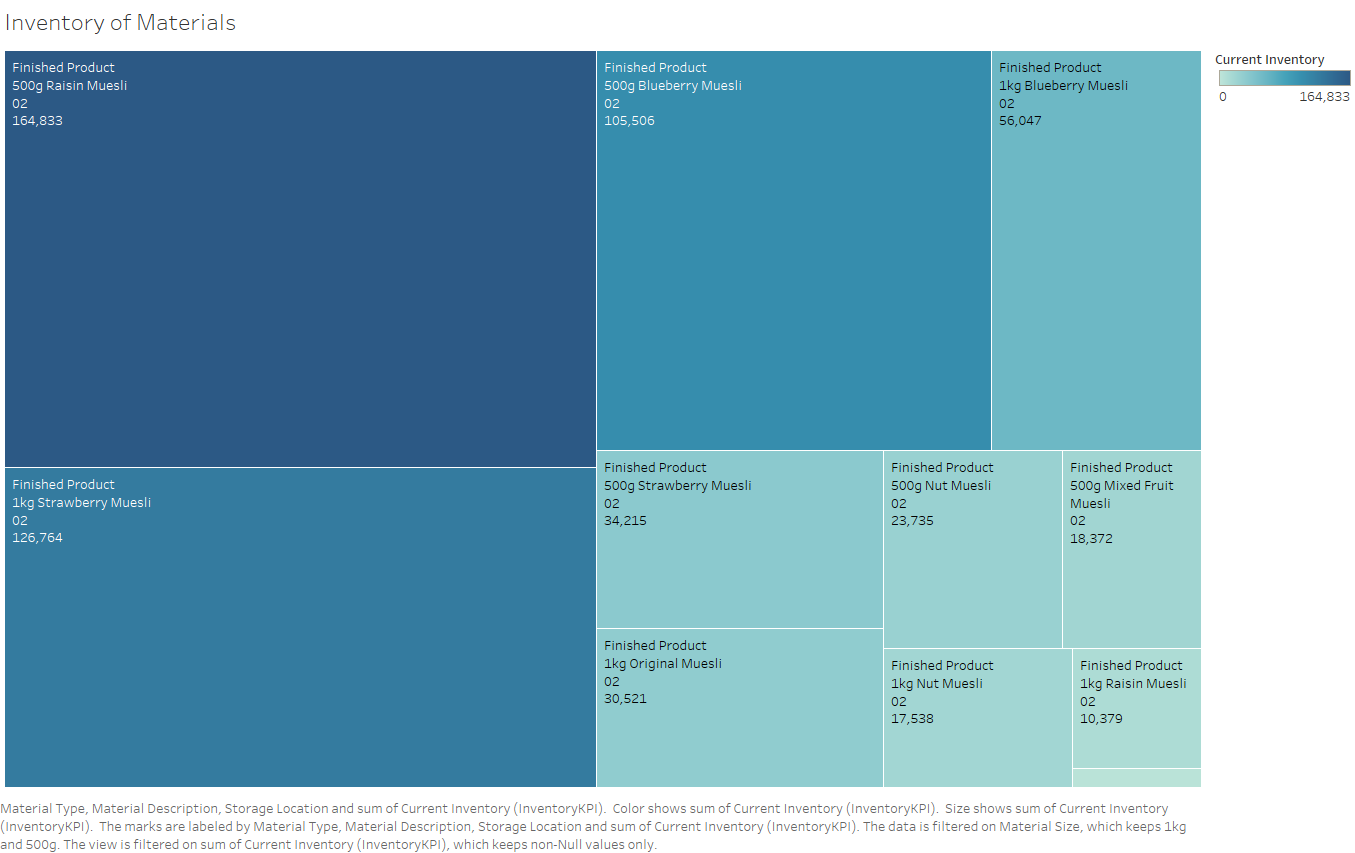 Inventory of Materials
Finished Product
500g Raisin Muesli
02
164,833
Finished Product
500g Blueberry Muesli
02
105,506
Finished Product
1kg Blueberry Muesli
02
56,047
Current Inventory
0 164,833
Finished Product
1kg Strawberry Muesli
02
126,764
Finished Product
500g Strawberry Muesli
02
34,215
Finished Product
500g Nut Muesli
02
23,735
Finished Product
500g Mixed Fruit
Muesli
02
18,372
Finished Product
1kg Original Muesli
02
30,521
Finished Product
1kg Nut Muesli
02
17,538
Finished Product
1kg Raisin Muesli
02
10,379
Material Type, Material Description, Storage Location and sum of Current Inventory (InventoryKPI).  Color shows sum of Current Inventory (InventoryKPI).  Size shows sum of Current Inventory
(InventoryKPI).  The marks are labeled by Material Type, Material Description, Storage Location and sum of Current Inventory (InventoryKPI). The data is filtered on Material Size, which keeps 1kg
and 500g. The view is filtered on sum of Current Inventory (InventoryKPI), which keeps non-Null values only.